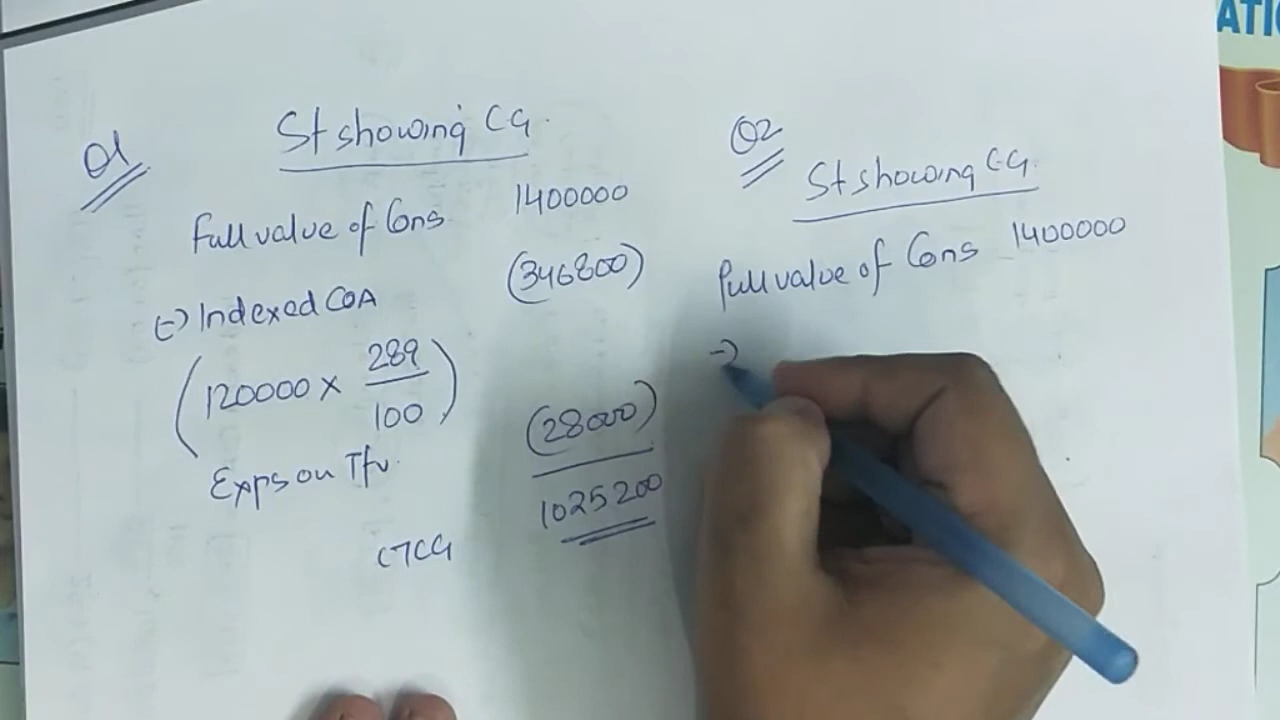 Q1
St showing CG.
Full value of Cons 1400000
(-) Indexed COA (346800)
(120000 × 289/100)
Exps on Tfr. (28000)
LTCG 1025200
Q2
St showing CG.
Full value of Cons 1400000
(-)
ATI